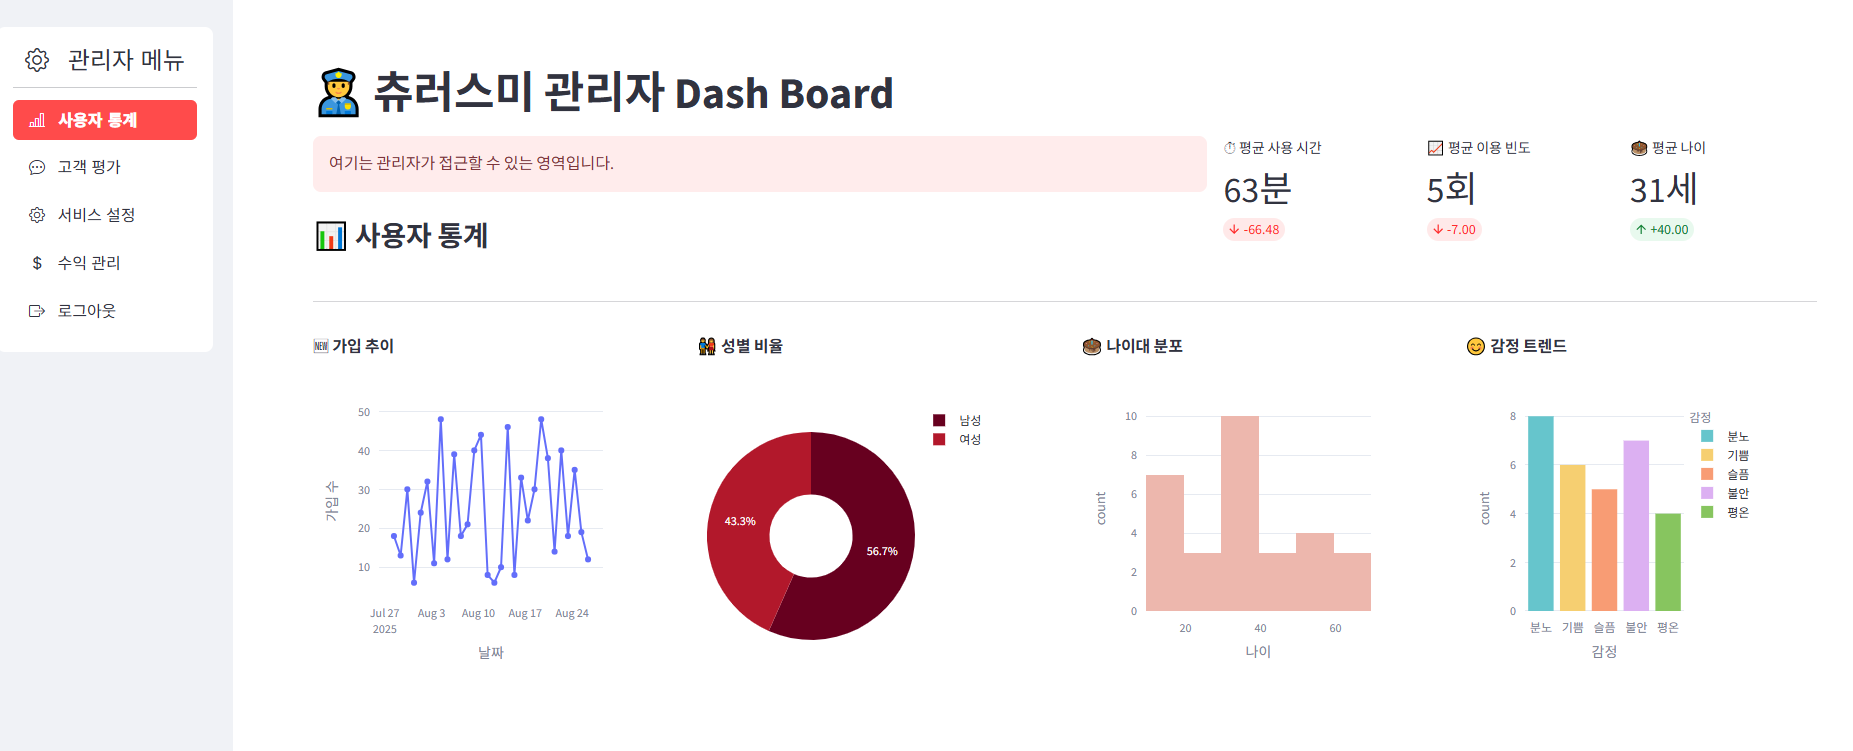 관리자 메뉴
사용자 통계
고객 평가
서비스 설정
수익 관리
로그아웃
츄러스미 관리자 Dash Board
여기는 관리자가 접근할 수 있는 영역입니다.
평균 사용 시간
63분
-66.48
평균 이용 빈도
5회
-7.00
평균 나이
31세
+40.00
사용자 통계
NEW 가입 추이
50
40
30
20
10
가입 수
Jul 27
2025
Aug 3
Aug 10
Aug 17
Aug 24
날짜
성별 비율
남성
여성
43.3%
56.7%
나이대 분포
10
8
6
4
2
0
count
20
40
60
나이
감정 트렌드
8
6
4
2
0
count
분노
기쁨
슬픔
불안
평온
감정
감정
분노
기쁨
슬픔
불안
평온